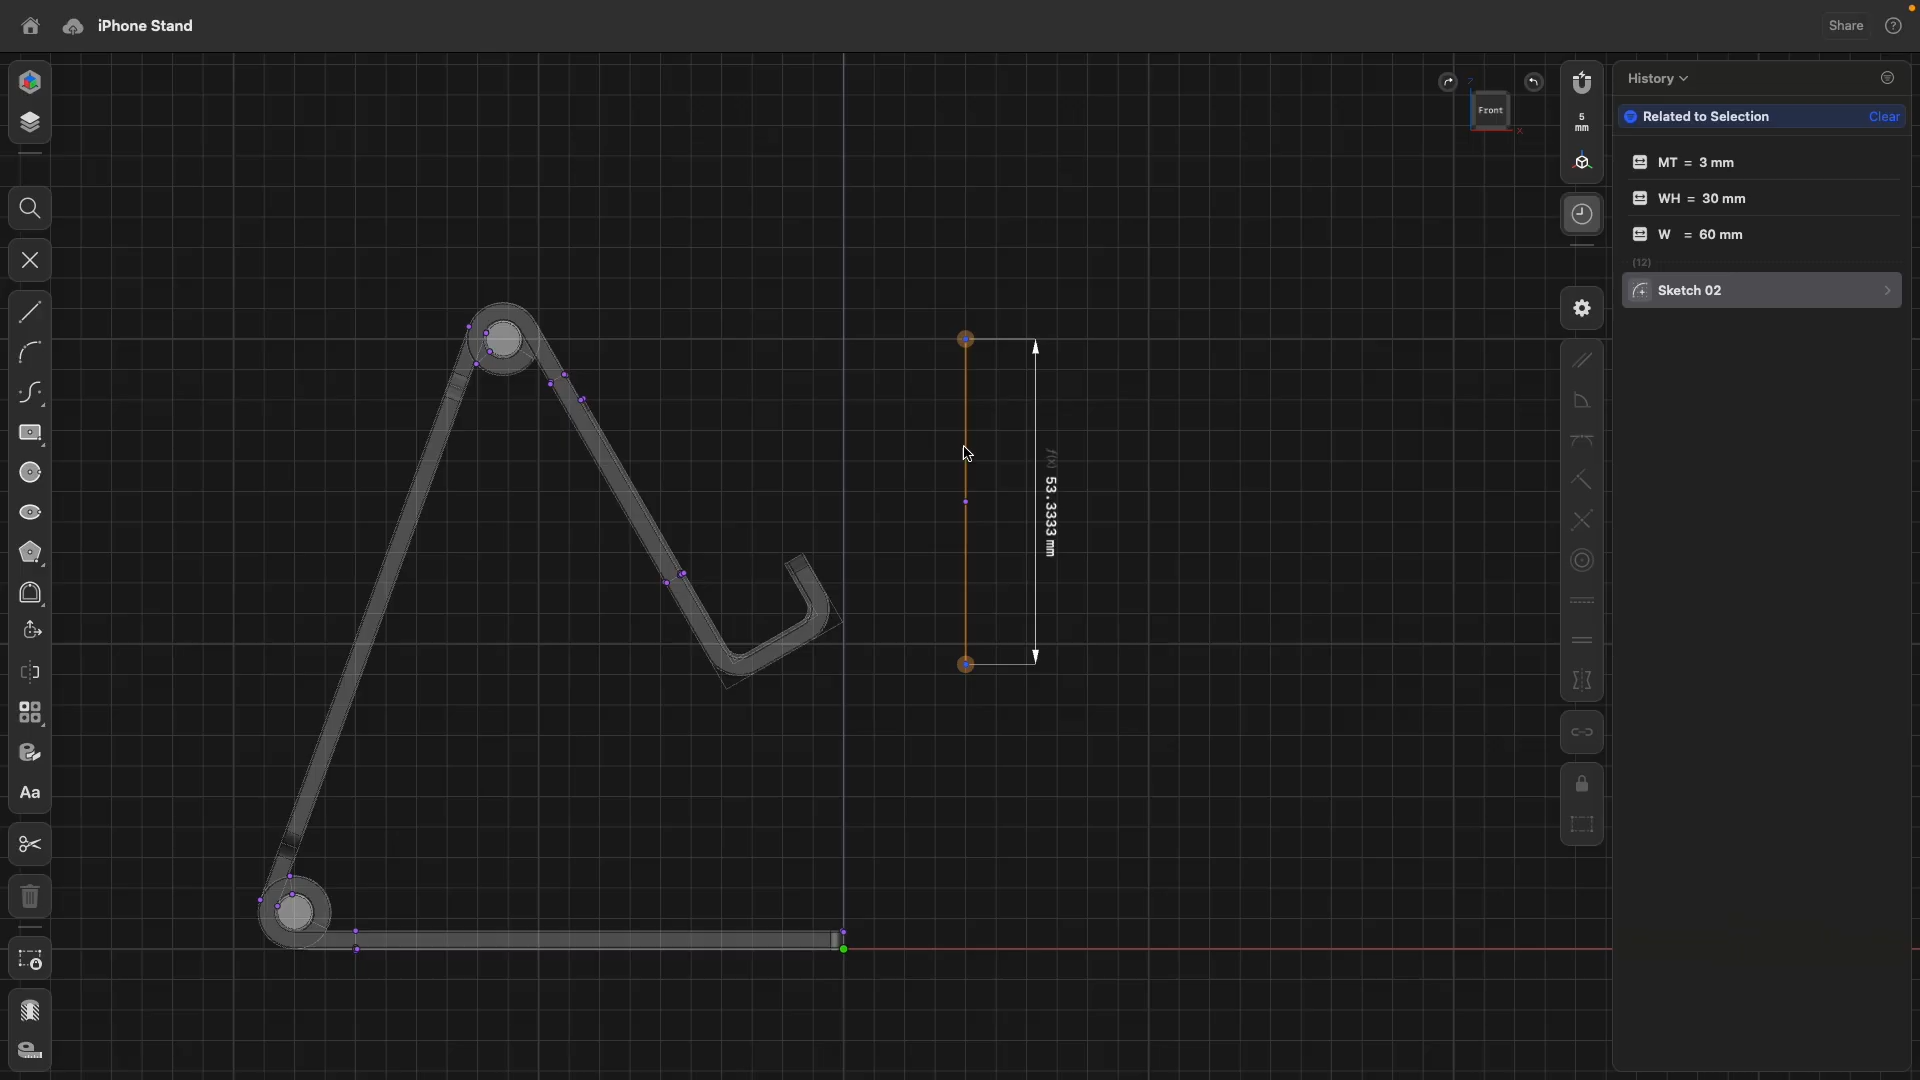 iPhone Stand
Share
Front
Z
X
5
mm
History
Related to Selection
Clear
MT = 3 mm
WH = 30 mm
W = 60 mm
(12)
Sketch 02
f(x) 53.3333 mm
Aa